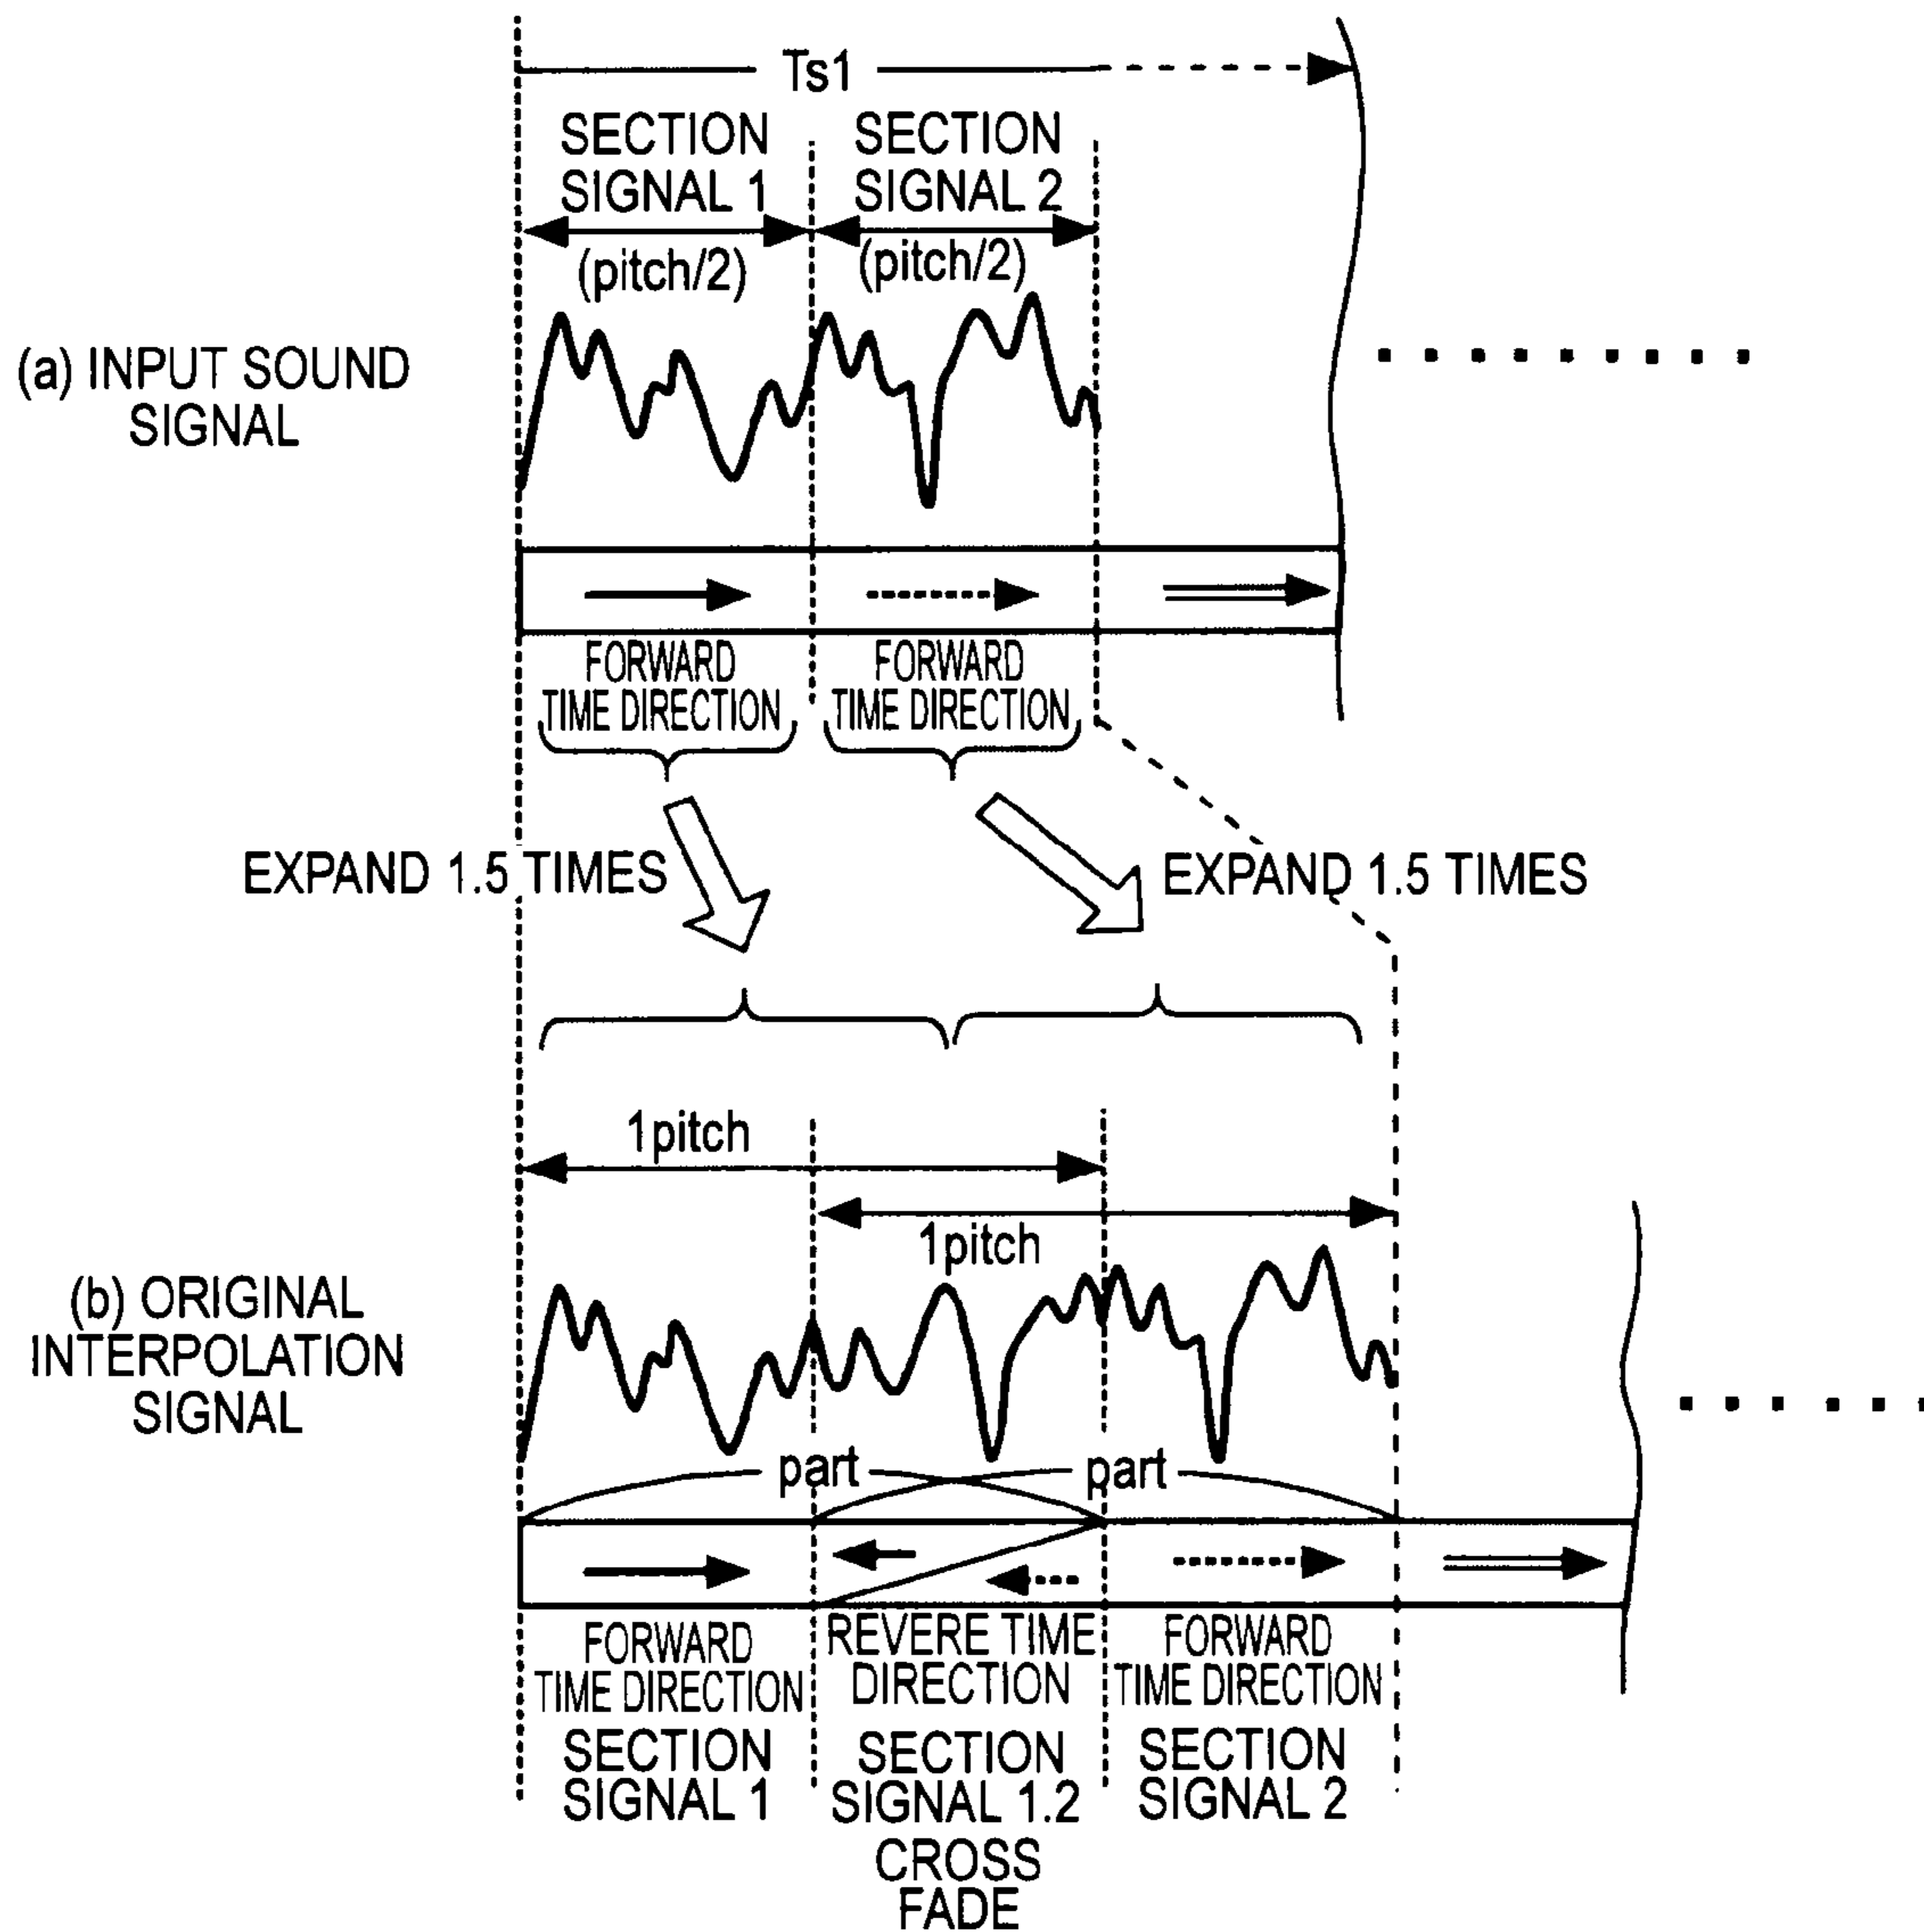 Ts1
SECTION
SIGNAL 1
SECTION
SIGNAL 2
(pitch/2)
(pitch/2)
(a) INPUT SOUND
SIGNAL
FORWARD
TIME DIRECTION
FORWARD
TIME DIRECTION
EXPAND 1.5 TIMES
EXPAND 1.5 TIMES
1pitch
1pitch
(b) ORIGINAL
INTERPOLATION
SIGNAL
part
part
FORWARD
TIME DIRECTION
REVERE TIME
DIRECTION
FORWARD
TIME DIRECTION
SECTION
SIGNAL 1
SECTION
SIGNAL 1.2
CROSS
FADE
SECTION
SIGNAL 2